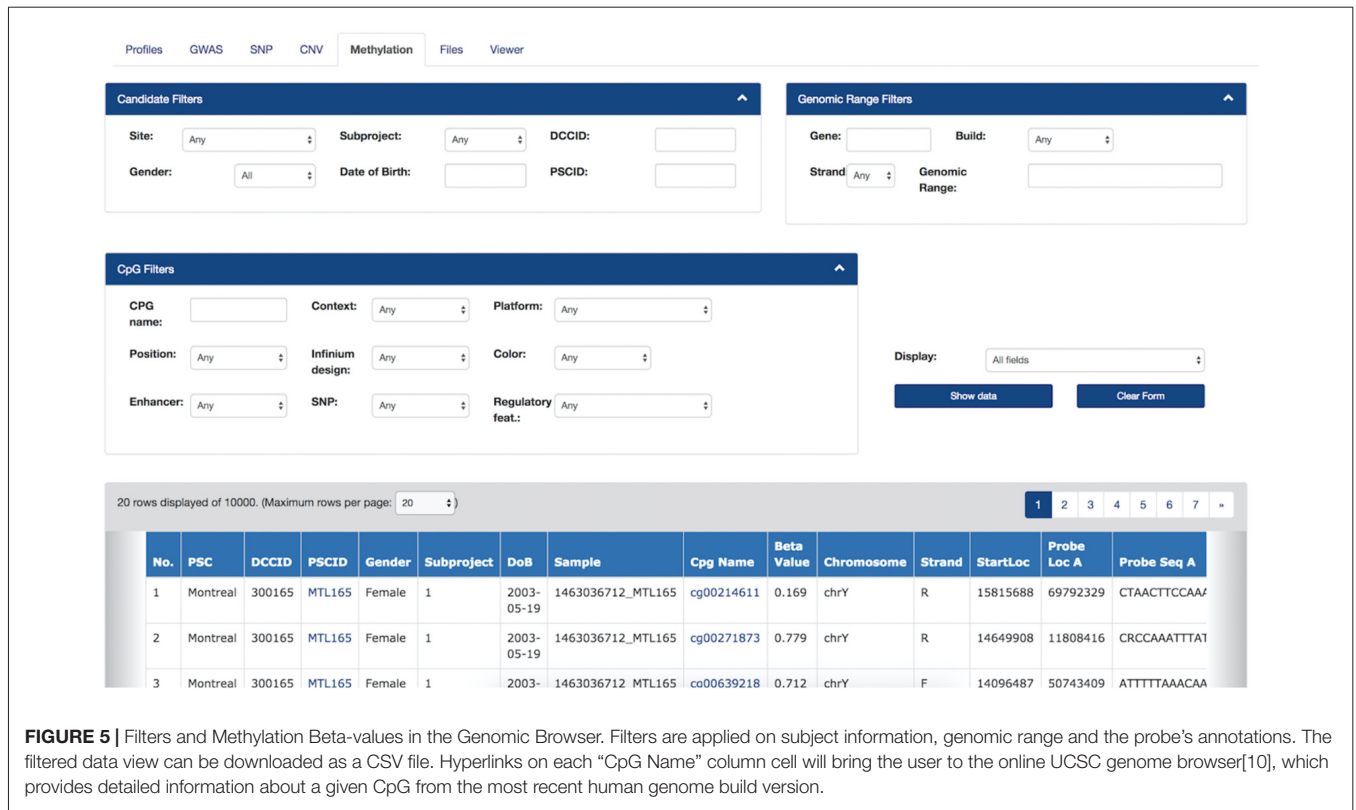 Profiles GWAS SNP CNV Methylation Files Viewer
Candidate Filters
Site: Any Subproject: Any DCCID:
Gender: All Date of Birth: PSCID:
Genomic Range Filters
Gene: Build: Any
Strand Any Genomic Range:
CpG Filters
CPG name: Context: Any Platform: Any
Position: Any Infinium design: Any Color: Any
Enhancer: Any SNP: Any Regulatory feat.: Any
Display: All fields
Show data Clear Form
20 rows displayed of 10000. (Maximum rows per page: 20 )
1 2 3 4 5 6 7 »
No. PSC DCCID PSCID Gender Subproject DoB Sample Cpg Name Beta Value Chromosome Strand StartLoc Probe Loc A Probe Seq A
1 Montreal 300165 MTL165 Female 1 2003-05-19 1463036712_MTL165 cg00214611 0.169 chrY R 15815688 69792329 CTAACTTCCAAA
2 Montreal 300165 MTL165 Female 1 2003-05-19 1463036712_MTL165 cg00271873 0.779 chrY R 14649908 11808416 CRCCAAATTTAT
3 Montreal 300165 MTL165 Female 1 2003- 1463036712_MTL165 cg00639218 0.712 chrY F 14096487 50743409 ATTTTTAAACAA
FIGURE 5 | Filters and Methylation Beta-values in the Genomic Browser. Filters are applied on subject information, genomic range and the probe's annotations. The
filtered data view can be downloaded as a CSV file. Hyperlinks on each “CpG Name” column cell will bring the user to the online UCSC genome browser[10], which
provides detailed information about a given CpG from the most recent human genome build version.